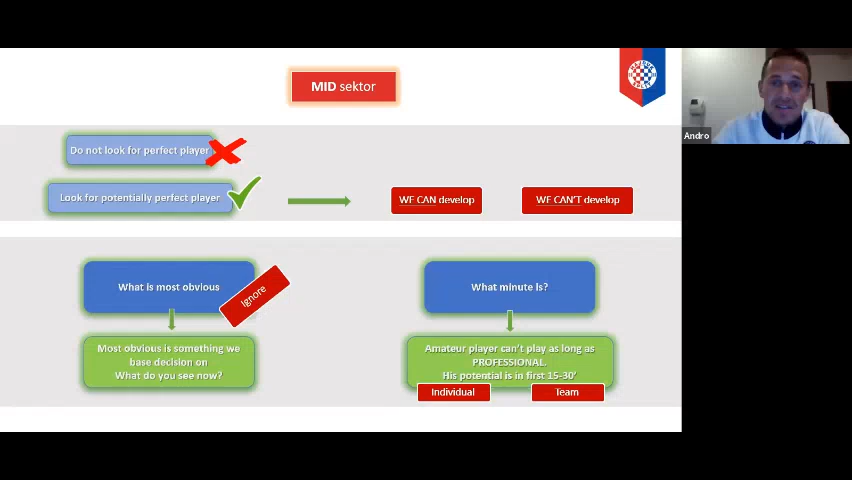 MID sektor
HAJDUK
SPLIT
Andro
Do not look for perfect player
Look for potentially perfect player
WE CAN develop
WE CAN'T develop
What is most obvious
Ignore
What minute is?
Most obvious is something we
base decision on
What do you see now?
Amateur player can't play as long as
PROFESSIONAL.
His potential is in first 15-30'
Individual
Team